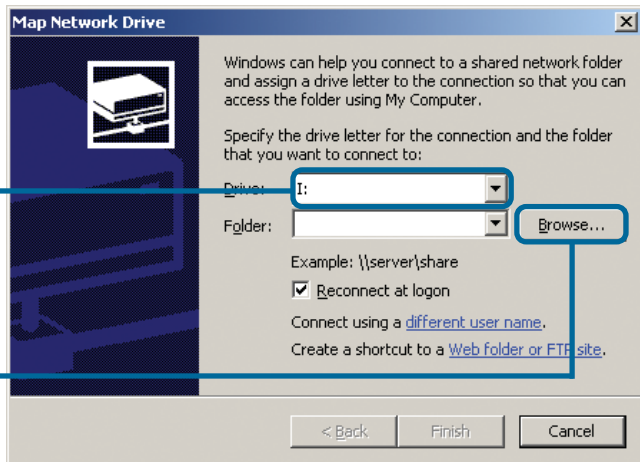 Map Network Drive
Windows can help you connect to a shared network folder
and assign a drive letter to the connection so that you can
access the folder using My Computer.
Specify the drive letter for the connection and the folder
that you want to connect to:
Drive: I:
Folder: Browse...
Example: \\server\share
Reconnect at logon
Connect using a different user name.
Create a shortcut to a Web folder or FTP site.
< Back Finish Cancel